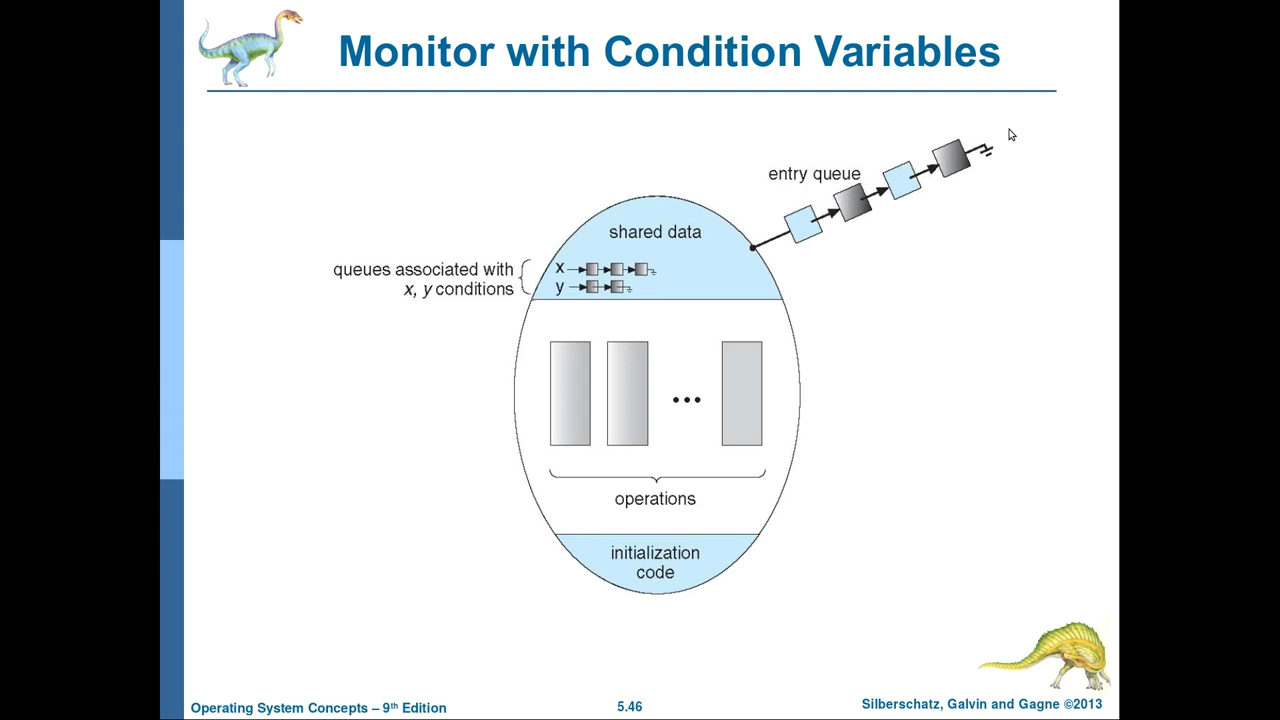 Monitor with Condition Variables
entry queue
shared data
queues associated with
x, y conditions
x
y
operations
initialization
code
Operating System Concepts – 9th Edition
5.46
Silberschatz, Galvin and Gagne ©2013